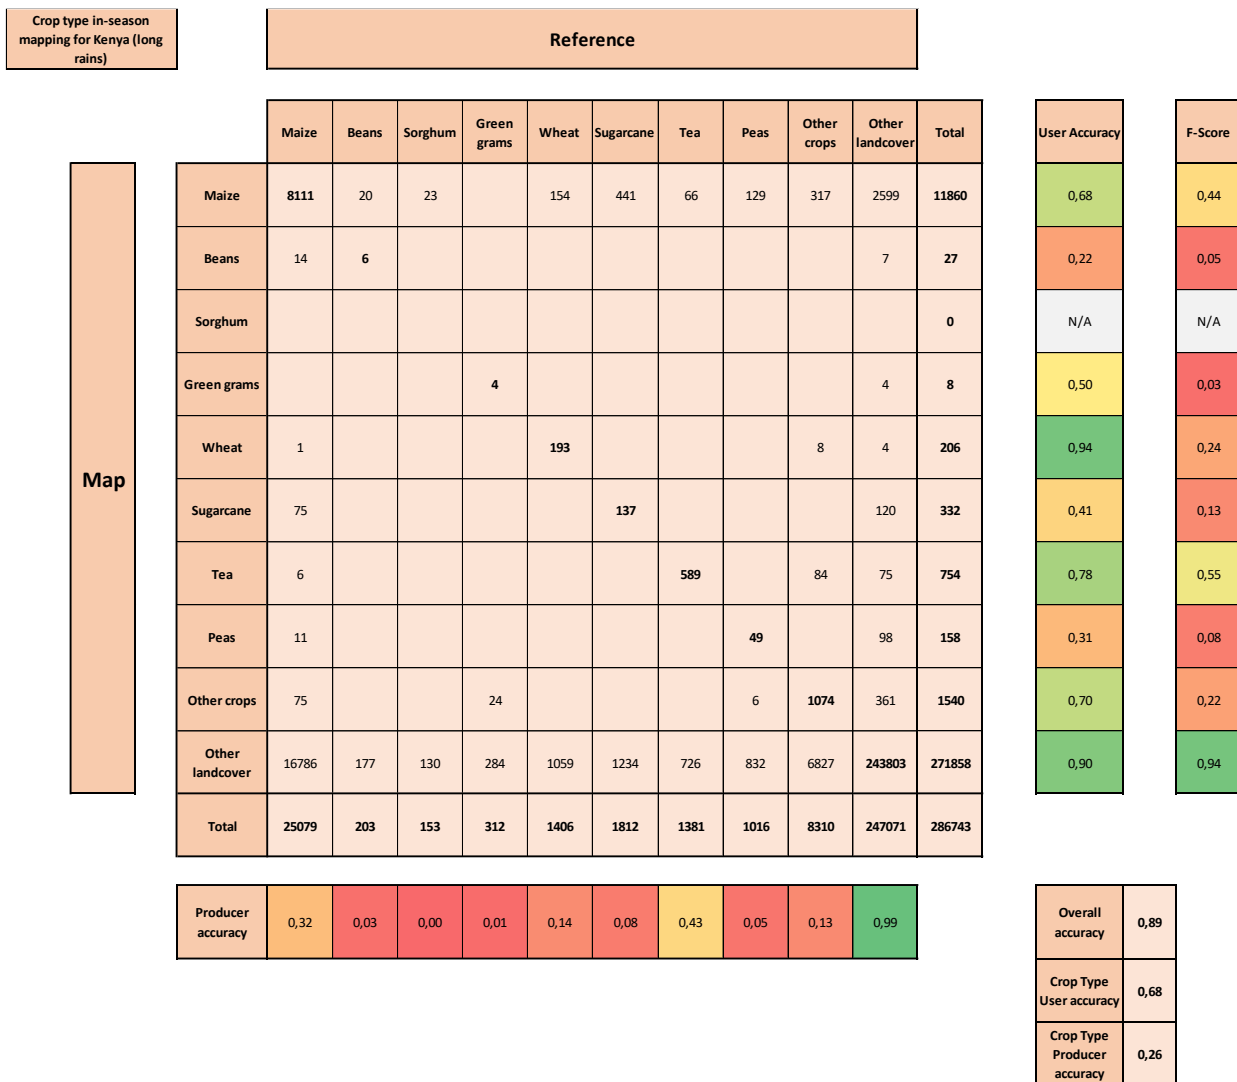 Crop type in-season
mapping for Kenya (long
rains)
Reference
Maize Beans Sorghum Green grams Wheat Sugarcane Tea Peas Other crops Other landcover Total User Accuracy F-Score
Map
Maize 8111 20 23 154 441 66 129 317 2599 11860 0,68 0,44
Beans 14 6 7 27 0,22 0,05
Sorghum 0 N/A N/A
Green grams 4 4 8 0,50 0,03
Wheat 1 193 8 4 206 0,94 0,24
Sugarcane 75 137 120 332 0,41 0,13
Tea 6 589 84 75 754 0,78 0,55
Peas 11 49 98 158 0,31 0,08
Other crops 75 24 6 1074 361 1540 0,70 0,22
Other landcover 16786 177 130 284 1059 1234 726 832 6827 243803 271858 0,90 0,94
Total 25079 203 153 312 1406 1812 1381 1016 8310 247071 286743
Producer accuracy 0,32 0,03 0,00 0,01 0,14 0,08 0,43 0,05 0,13 0,99
Overall accuracy 0,89
Crop Type User accuracy 0,68
Crop Type Producer accuracy 0,26